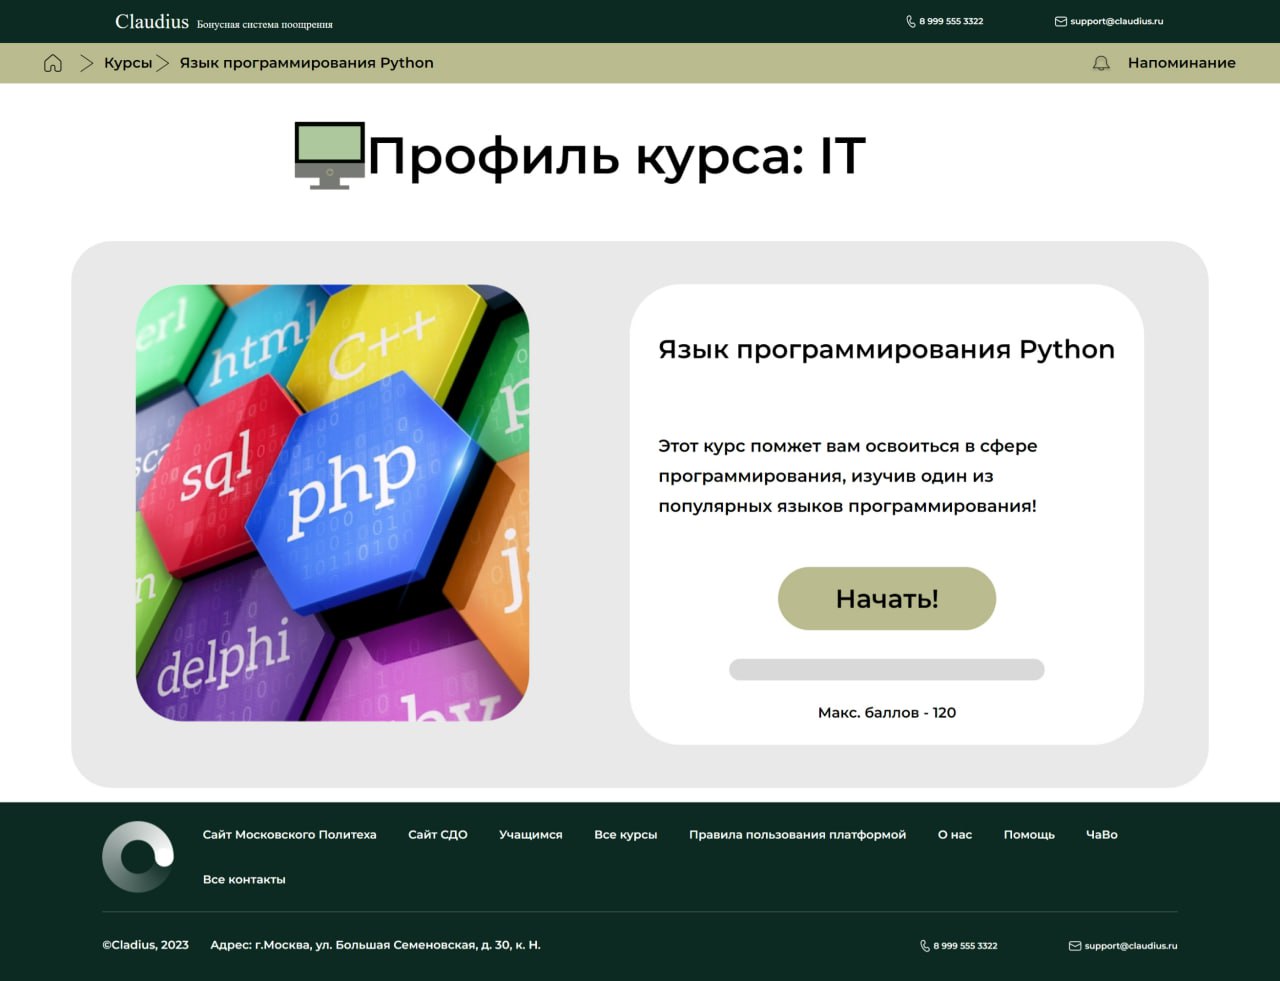 Claudius Бонусная система поощрения 8 999 555 3322 support@claudius.ru
Курсы Язык программирования Python Напоминание
Профиль курса: IT
erl
html
C++
sql
php
delphi
Язык программирования Python
Этот курс помжет вам освоиться в сфере
программирования, изучив один из
популярных языков программирования!
Начать!
Макс. баллов - 120
Сайт Московского Политеха Сайт СДО Учащимся Все курсы Правила пользования платформой О нас Помощь ЧаВо
Все контакты
©Cladius, 2023 Адрес: г.Москва, ул. Большая Семеновская, д. 30, к. Н. 8 999 555 3322 support@claudius.ru